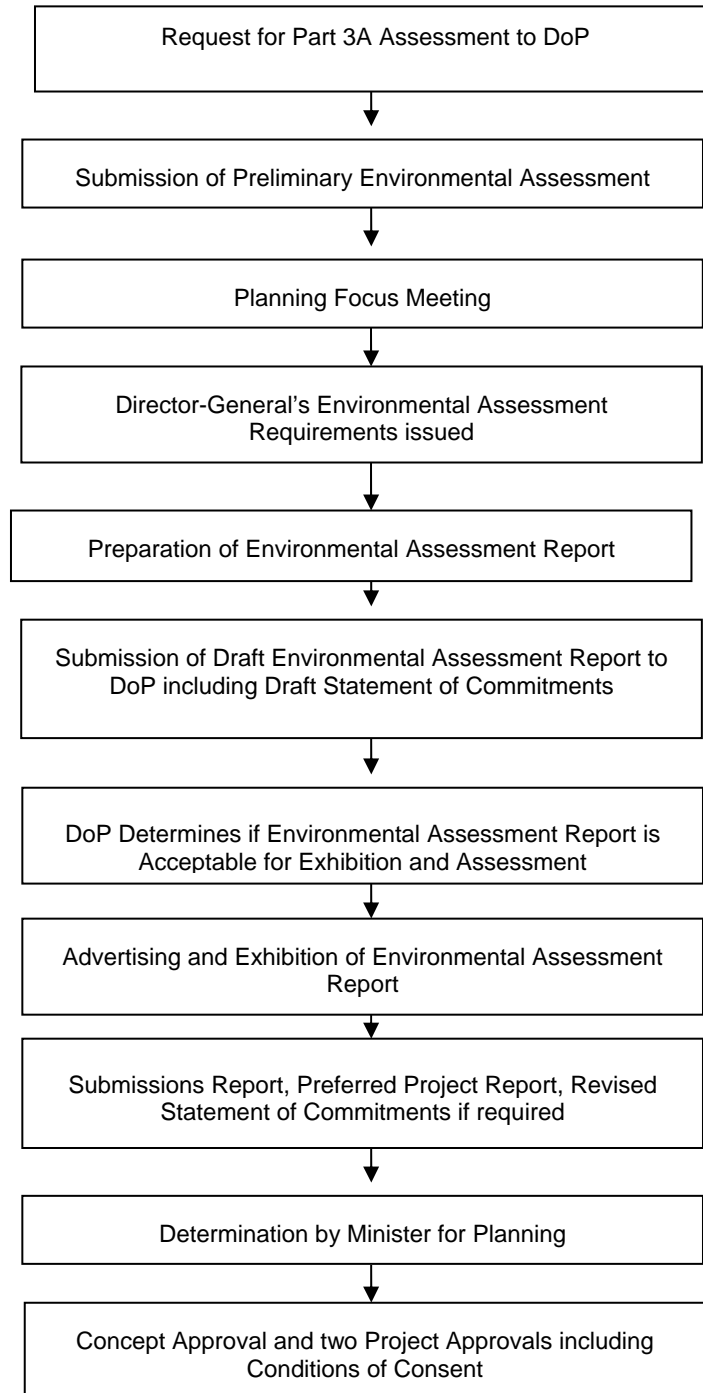 Request for Part 3A Assessment to DoP
Submission of Preliminary Environmental Assessment
Planning Focus Meeting
Director-General’s Environmental Assessment
Requirements issued
Preparation of Environmental Assessment Report
Submission of Draft Environmental Assessment Report to
DoP including Draft Statement of Commitments
DoP Determines if Environmental Assessment Report is
Acceptable for Exhibition and Assessment
Advertising and Exhibition of Environmental Assessment
Report
Submissions Report, Preferred Project Report, Revised
Statement of Commitments if required
Determination by Minister for Planning
Concept Approval and two Project Approvals including
Conditions of Consent